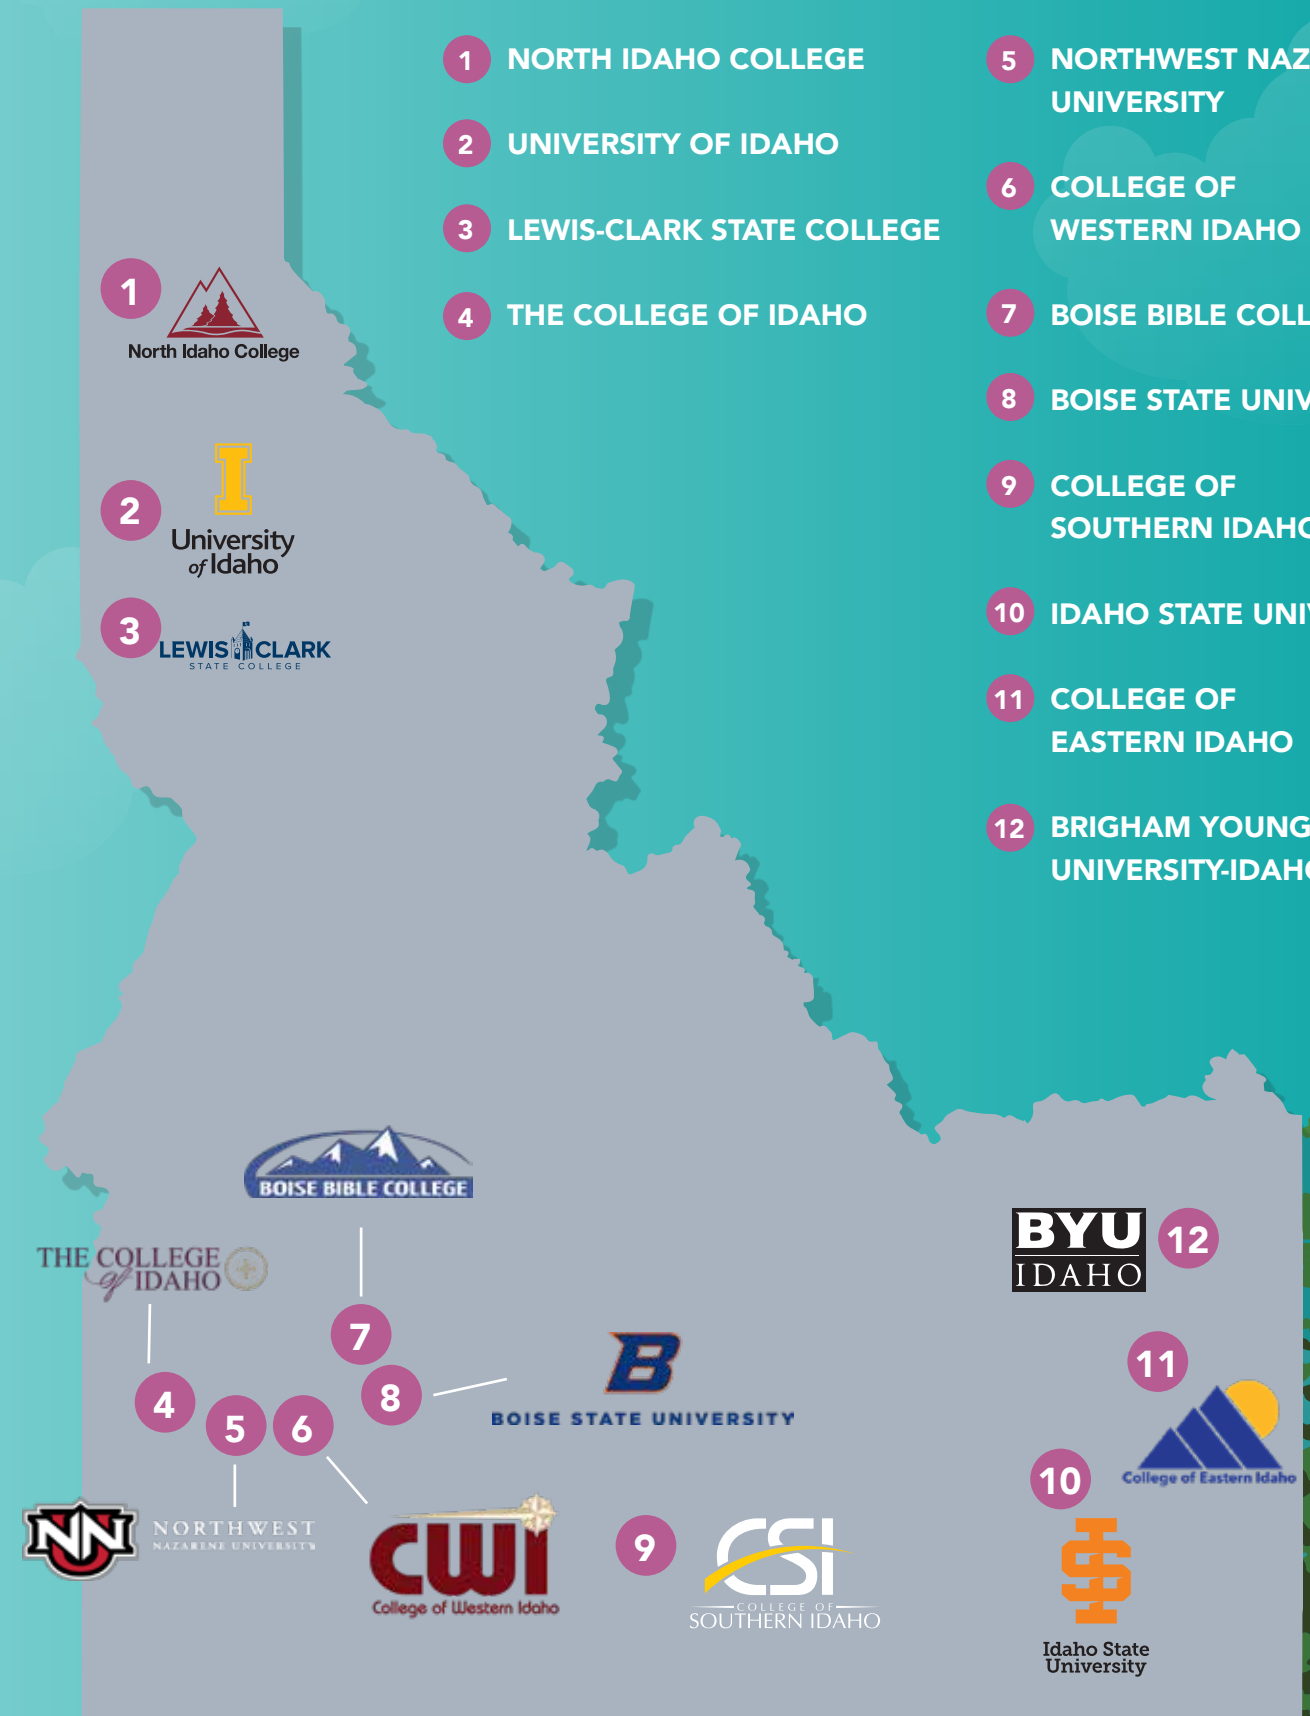 1 NORTH IDAHO COLLEGE
2 UNIVERSITY OF IDAHO
3 LEWIS-CLARK STATE COLLEGE
4 THE COLLEGE OF IDAHO
5 NORTHWEST NAZ
UNIVERSITY
6 COLLEGE OF
WESTERN IDAHO
7 BOISE BIBLE COLL
8 BOISE STATE UNIV
9 COLLEGE OF
SOUTHERN IDAHO
10 IDAHO STATE UNIV
11 COLLEGE OF
EASTERN IDAHO
12 BRIGHAM YOUNG
UNIVERSITY-IDAHO
1
North Idaho College
2
I
University
of Idaho
3
LEWIS CLARK
STATE COLLEGE
BOISE BIBLE COLLEGE
THE COLLEGE
of IDAHO
7
8
B
BOISE STATE UNIVERSITY
4
5
6
NN
NORTHWEST
NAZARENE UNIVERSITY
CWI
College of Western Idaho
9
CSI
COLLEGE OF
SOUTHERN IDAHO
BYU
IDAHO
12
11
College of Eastern Idaho
10
IS
Idaho State
University